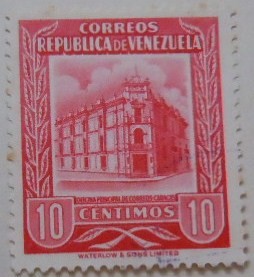 CORREOS
REPUBLICA DE VENEZUELA
OFICINA PRINCIPAL DE CORREOS CARACAS
10 CENTIMOS 10
WATERLOW & SONS LIMITED